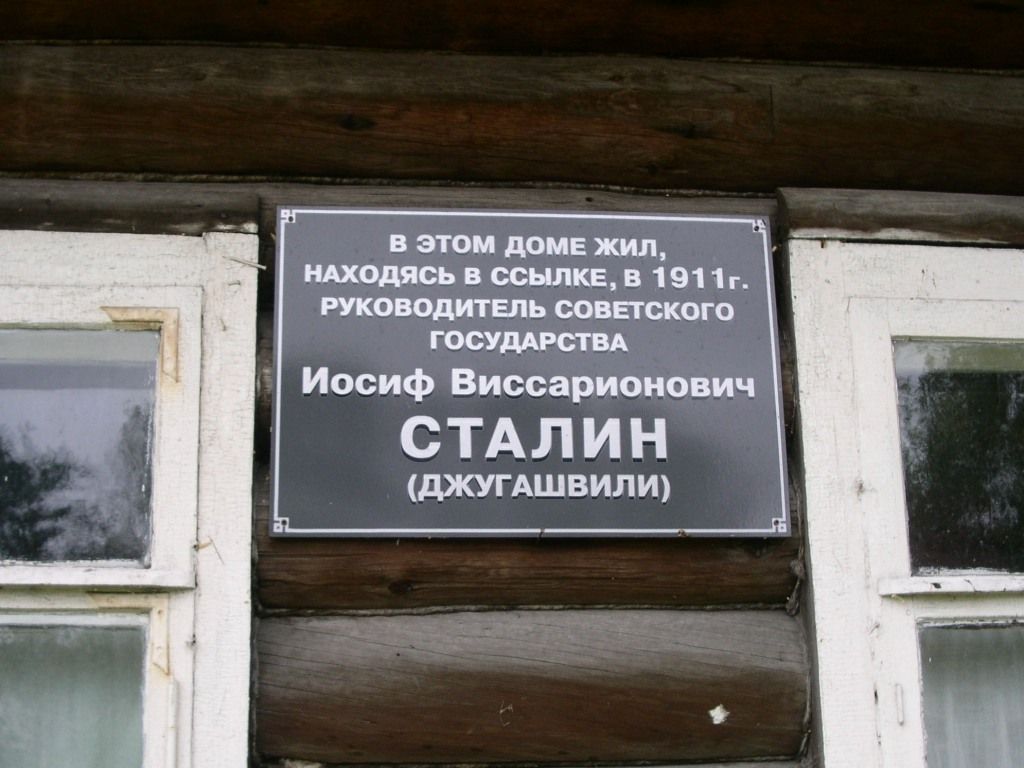 В ЭТОМ ДОМЕ ЖИЛ,
НАХОДЯСЬ В ССЫЛКЕ, В 1911г.
РУКОВОДИТЕЛЬ СОВЕТСКОГО
ГОСУДАРСТВА
Иосиф Виссарионович
СТАЛИН
(ДЖУГАШВИЛИ)